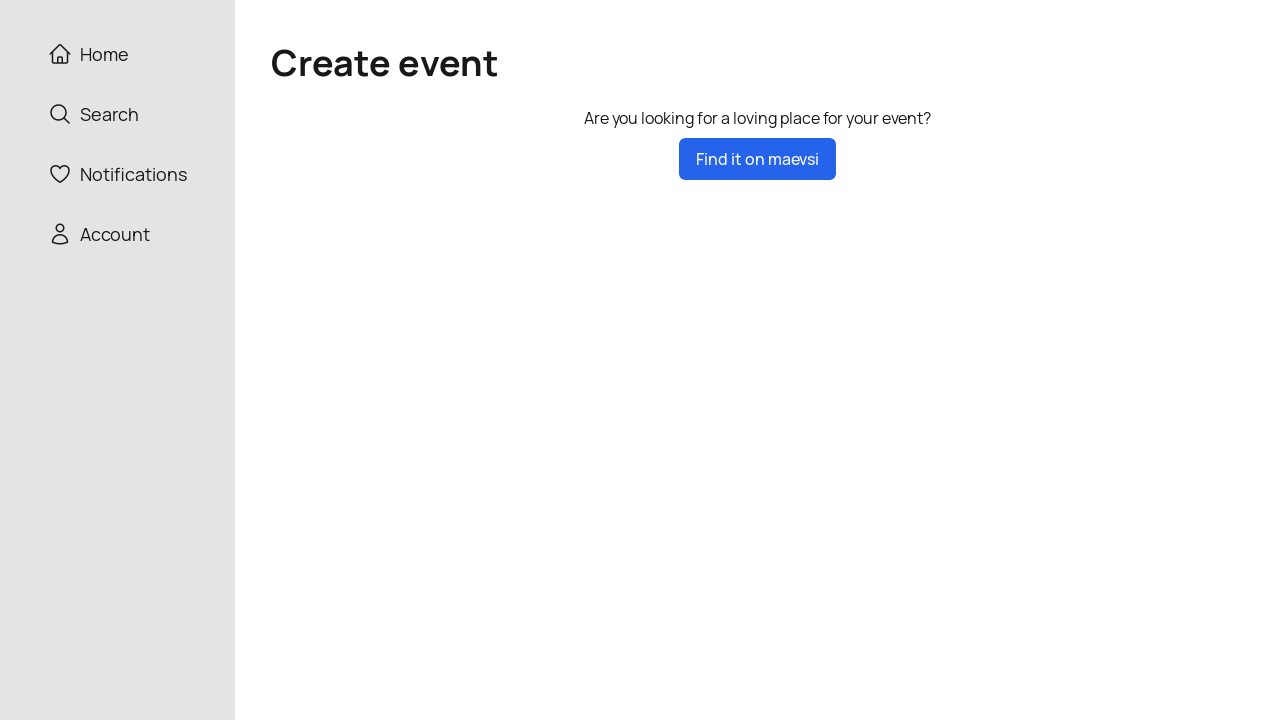 Home
Search
Notifications
Account
Create event
Are you looking for a loving place for your event?
Find it on maevsi